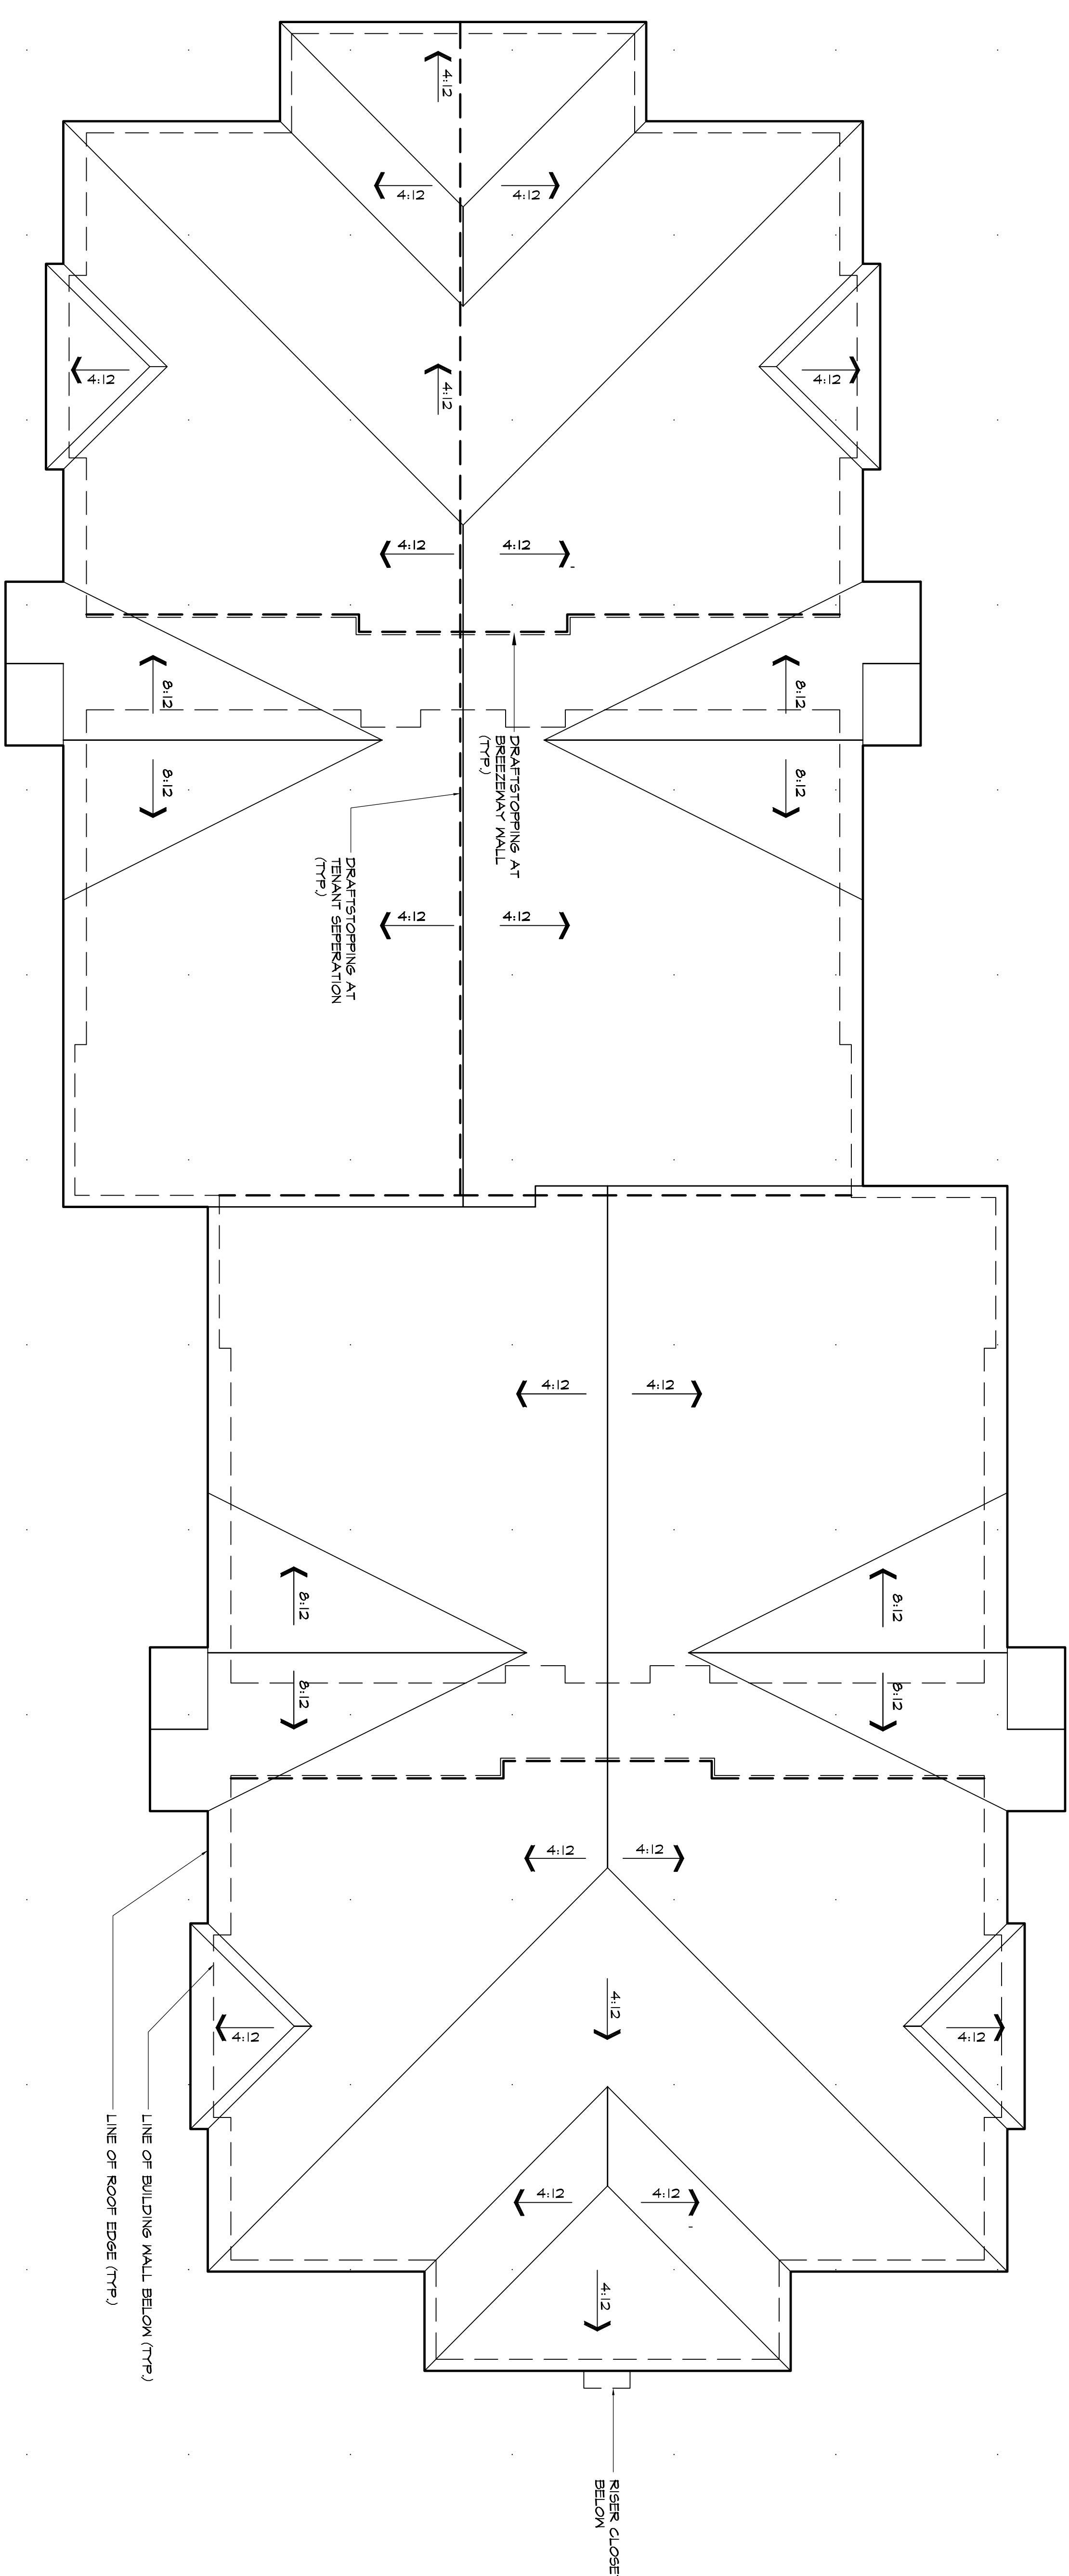 4:12
4:12
4:12
4:12
4:12
4:12
4:12
4:12
8:12
8:12
8:12
8:12
DRAFTSTOPPING AT
BREEZEWAY WALL
(TYP.)
DRAFTSTOPPING AT
TENANT SEPERATION
(TYP.)
4:12
4:12
4:12
4:12
8:12
8:12
8:12
8:12
4:12
4:12
4:12
4:12
4:12
4:12
4:12
4:12
LINE OF BUILDING WALL BELOW (TYP.)
LINE OF ROOF EDGE (TYP.)
RISER CLOSE
BELOW